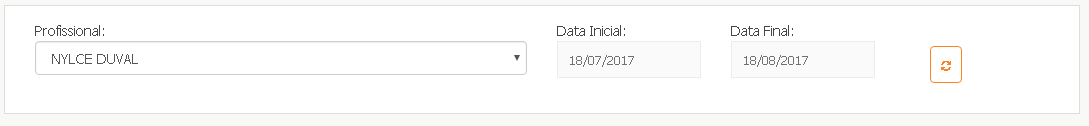 Profissional: Data Inicial: Data Final:
NYLCE DUVAL 18/07/2017 18/08/2017